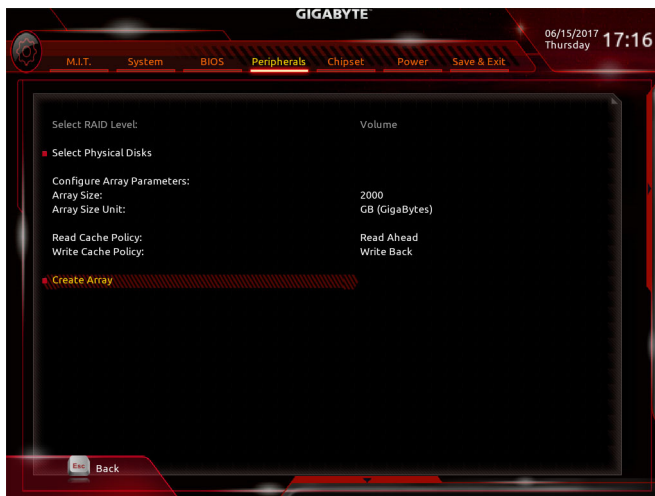 GIGABYTE™
06/15/2017 Thursday 17:16
M.I.T. System BIOS Peripherals Chipset Power Save & Exit
Select RAID Level: Volume
Select Physical Disks
Configure Array Parameters:
Array Size: 2000
Array Size Unit: GB (GigaBytes)
Read Cache Policy: Read Ahead
Write Cache Policy: Write Back
Create Array
Esc Back